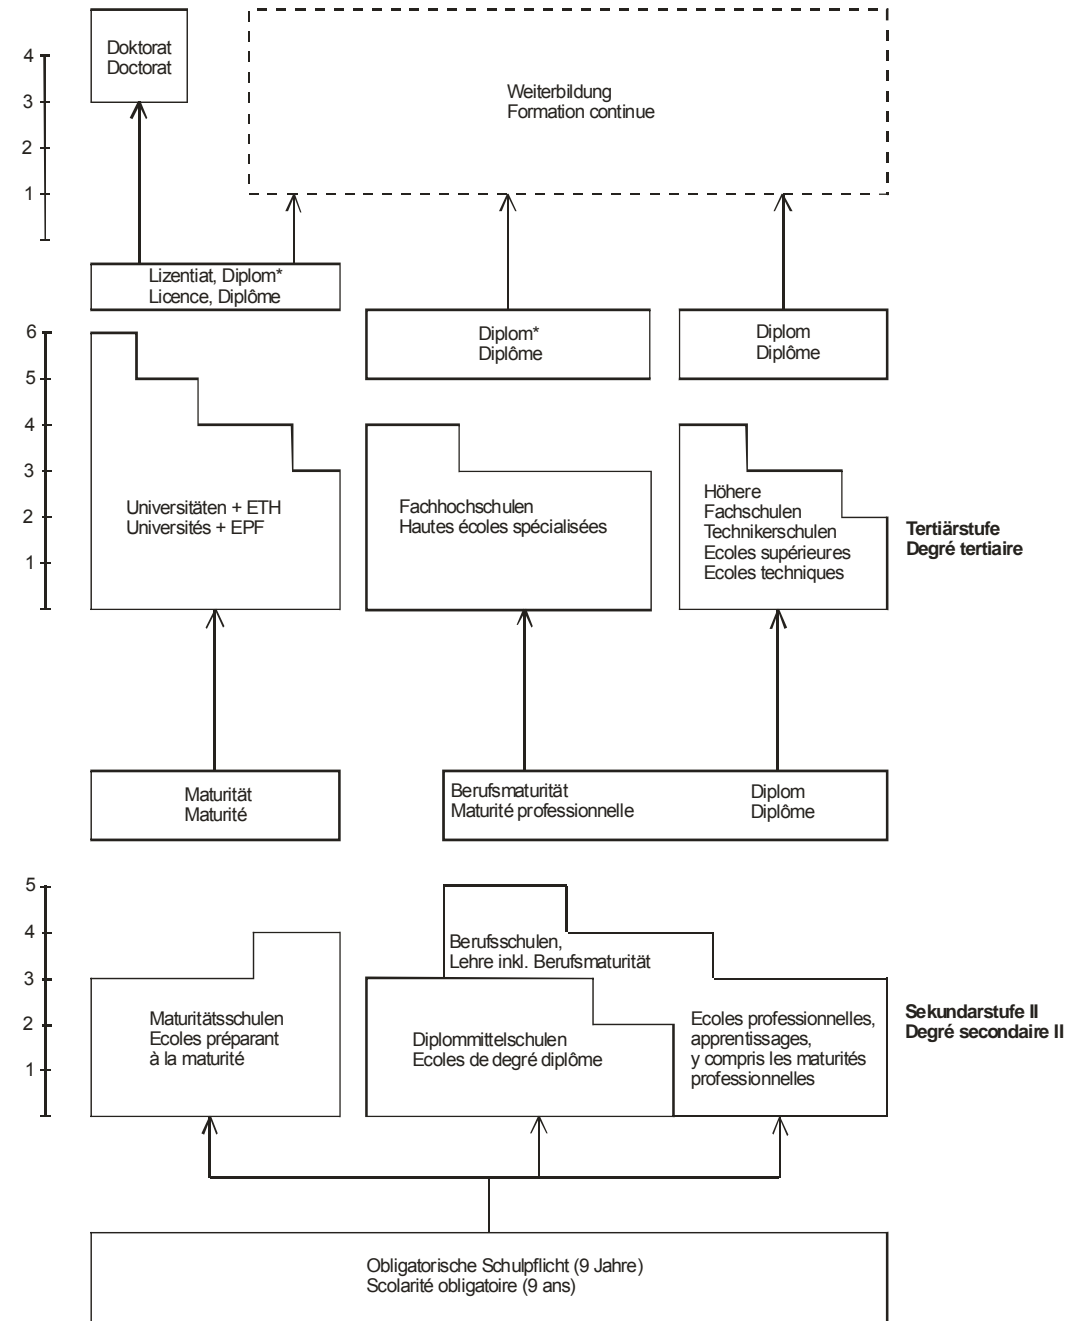 Doktorat
Doctorat
4
3
2
1
Weiterbildung
Formation continue
Lizentiat, Diplom*
Licence, Diplôme
Diplom*
Diplôme
Diplom
Diplôme
6
5
4
3
2
1
Universitäten + ETH
Universités + EPF
Fachhochschulen
Hautes écoles spécialisées
Höhere
Fachschulen
Technikerschulen
Ecoles supérieures
Ecoles techniques
Tertiärstufe
Degré tertiaire
Maturität
Maturité
Berufsmaturität
Maturité professionnelle
Diplom
Diplôme
5
4
3
2
1
Berufsschulen,
Lehre inkl. Berufsmaturität
Maturitätsschulen
Ecoles préparant
à la maturité
Diplommittelschulen
Ecoles de degré diplôme
Ecoles professionnelles,
apprentissages,
y compris les maturités
professionnelles
Sekundarstufe II
Degré secondaire II
Obligatorische Schulpflicht (9 Jahre)
Scolarité obligatoire (9 ans)